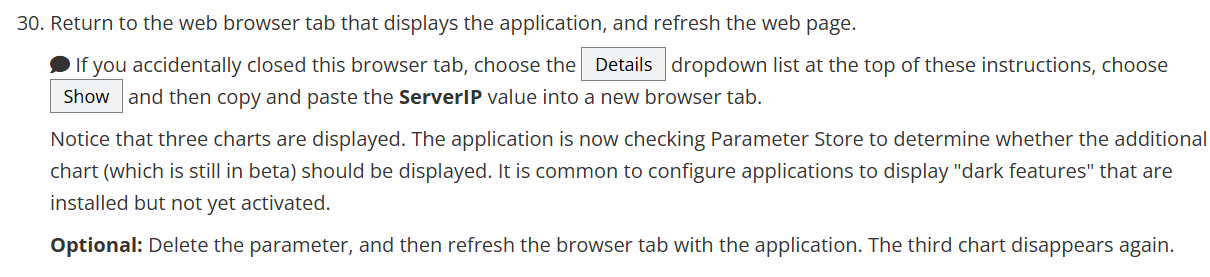 30. Return to the web browser tab that displays the application, and refresh the web page.
If you accidentally closed this browser tab, choose the Details dropdown list at the top of these instructions, choose
Show and then copy and paste the ServerIP value into a new browser tab.
Notice that three charts are displayed. The application is now checking Parameter Store to determine whether the additional
chart (which is still in beta) should be displayed. It is common to configure applications to display "dark features" that are
installed but not yet activated.
Optional: Delete the parameter, and then refresh the browser tab with the application. The third chart disappears again.